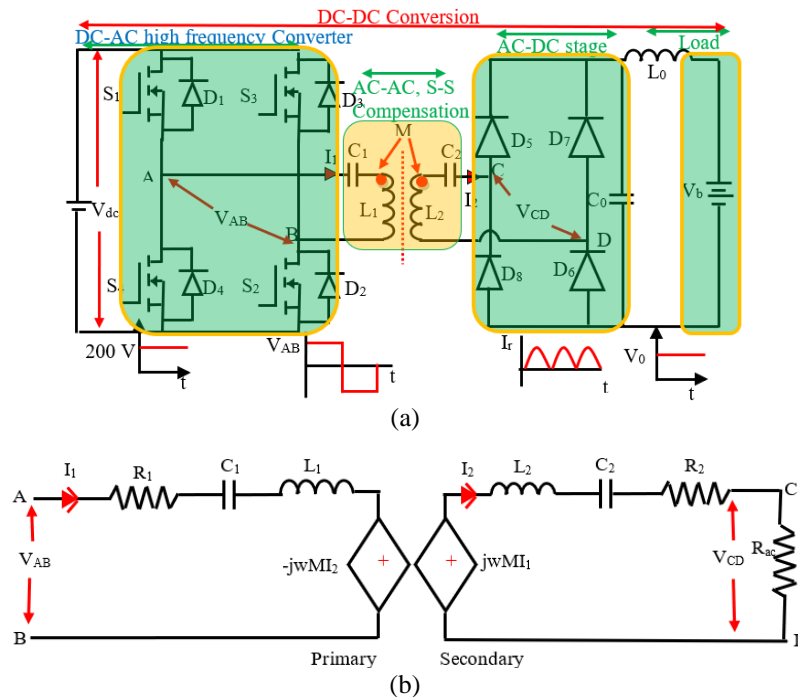 DC-DC Conversion
DC-AC high frequency Converter
AC-DC stage
Load
L0
AC-AC, S-S
Compensation
S1
D1
S3
D3
M
I1
C1
C2
D5
D7
A
C
Vdc
VAB
L1
L2
VCD
C0
Vb
B
D
S4
D4
S2
D2
D8
D6
200 V
t
VAB
t
Ir
t
V0
t
(a)
A
I1
R1
C1
L1
I2
L2
C2
R2
C
VAB
-jwMI2
+
+
jwMI1
VCD
Rac
B
Primary
Secondary
(b)